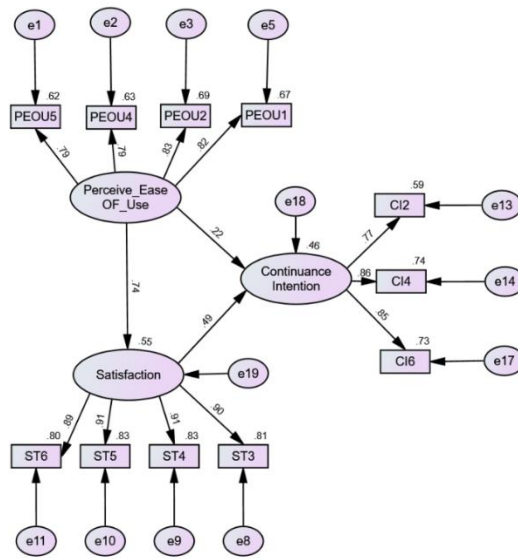 e1
e2
e3
e5
.62
.63
.69
.67
PEOU5
PEOU4
PEOU2
PEOU1
.79
.79
.83
.82
Perceive_Ease
OF_Use
e18
.59
CI2
e13
.22
.46
.77
Continuance
Intention
.74
.86
CI4
e14
.74
.49
.85
.73
CI6
e17
.55
Satisfaction
e19
.89
.91
.91
.90
.80
.83
.83
.81
ST6
ST5
ST4
ST3
e11
e10
e9
e8